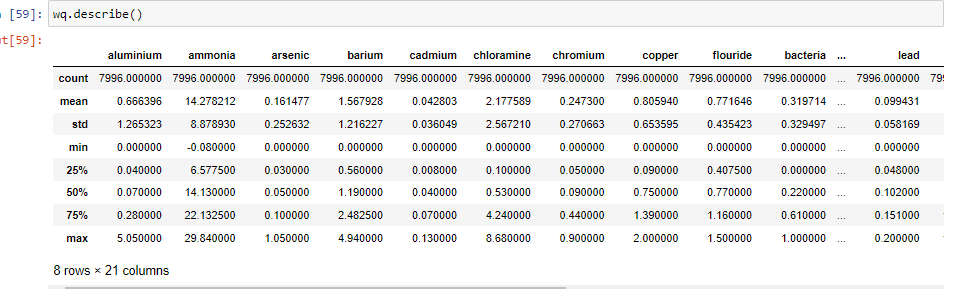 [59]: wq.describe()
t[59]:
aluminium ammonia arsenic barium cadmium chloramine chromium copper flouride bacteria ... lead
count 7996.000000 7996.000000 7996.000000 7996.000000 7996.000000 7996.000000 7996.000000 7996.000000 7996.000000 7996.000000 ... 7996.000000 799
mean 0.666396 14.278212 0.161477 1.567928 0.042803 2.177589 0.247300 0.805940 0.771646 0.319714 ... 0.099431
std 1.265323 8.878930 0.252632 1.216227 0.036049 2.567210 0.270663 0.653595 0.435423 0.329497 ... 0.058169
min 0.000000 -0.080000 0.000000 0.000000 0.000000 0.000000 0.000000 0.000000 0.000000 0.000000 ... 0.000000
25% 0.040000 6.577500 0.030000 0.560000 0.008000 0.100000 0.050000 0.090000 0.407500 0.000000 ... 0.048000
50% 0.070000 14.130000 0.050000 1.190000 0.040000 0.530000 0.090000 0.750000 0.770000 0.220000 ... 0.102000
75% 0.280000 22.132500 0.100000 2.482500 0.070000 4.240000 0.440000 1.390000 1.160000 0.610000 ... 0.151000
max 5.050000 29.840000 1.050000 4.940000 0.130000 8.680000 0.900000 2.000000 1.500000 1.000000 ... 0.200000
8 rows × 21 columns